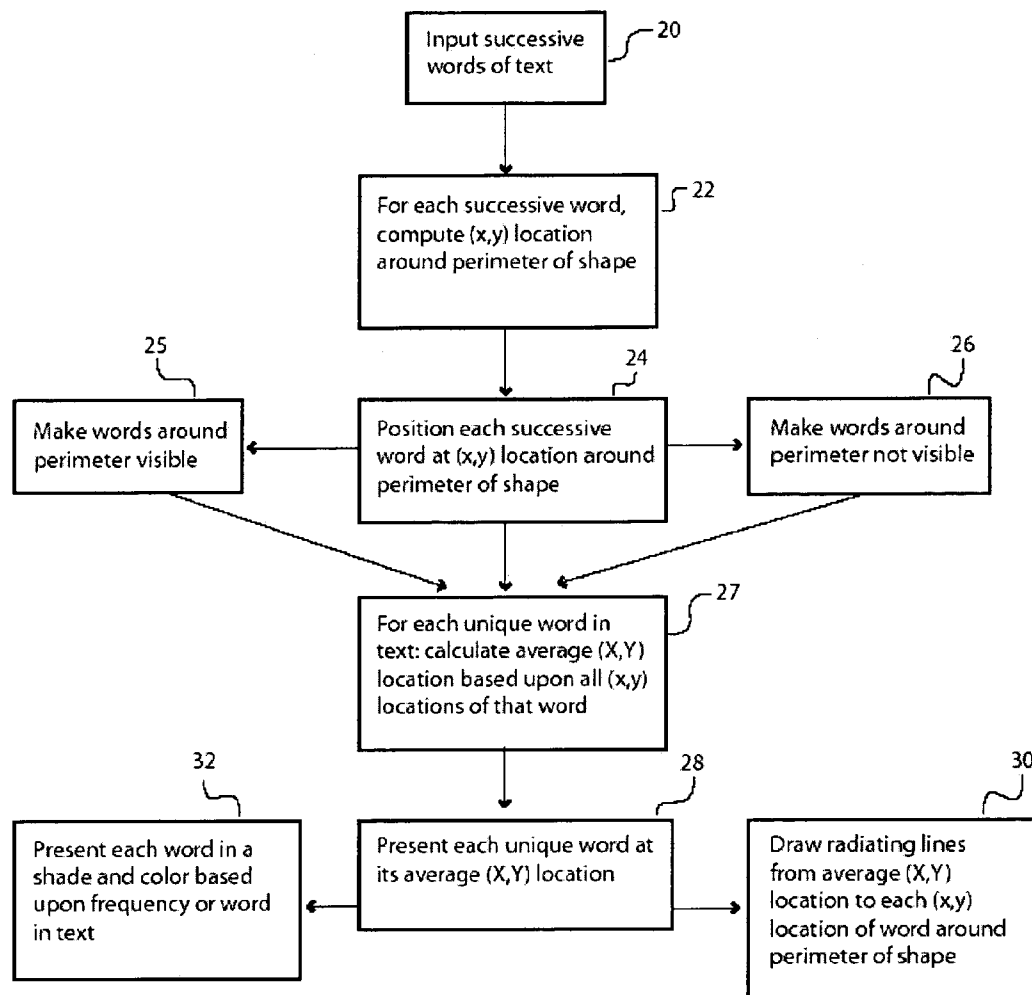 Input successive
words of text
20
For each successive word,
compute (x,y) location
around perimeter of shape
22
25
Make words around
perimeter visible
24
Position each successive
word at (x,y) location around
perimeter of shape
26
Make words around
perimeter not visible
For each unique word in
text: calculate average (X,Y)
location based upon all (x,y)
locations of that word
27
32
Present each word in a
shade and color based
upon frequency or word
in text
28
Present each unique word at
its average (X,Y) location
30
Draw radiating lines
from average (X,Y)
location to each (x,y)
location of word around
perimeter of shape